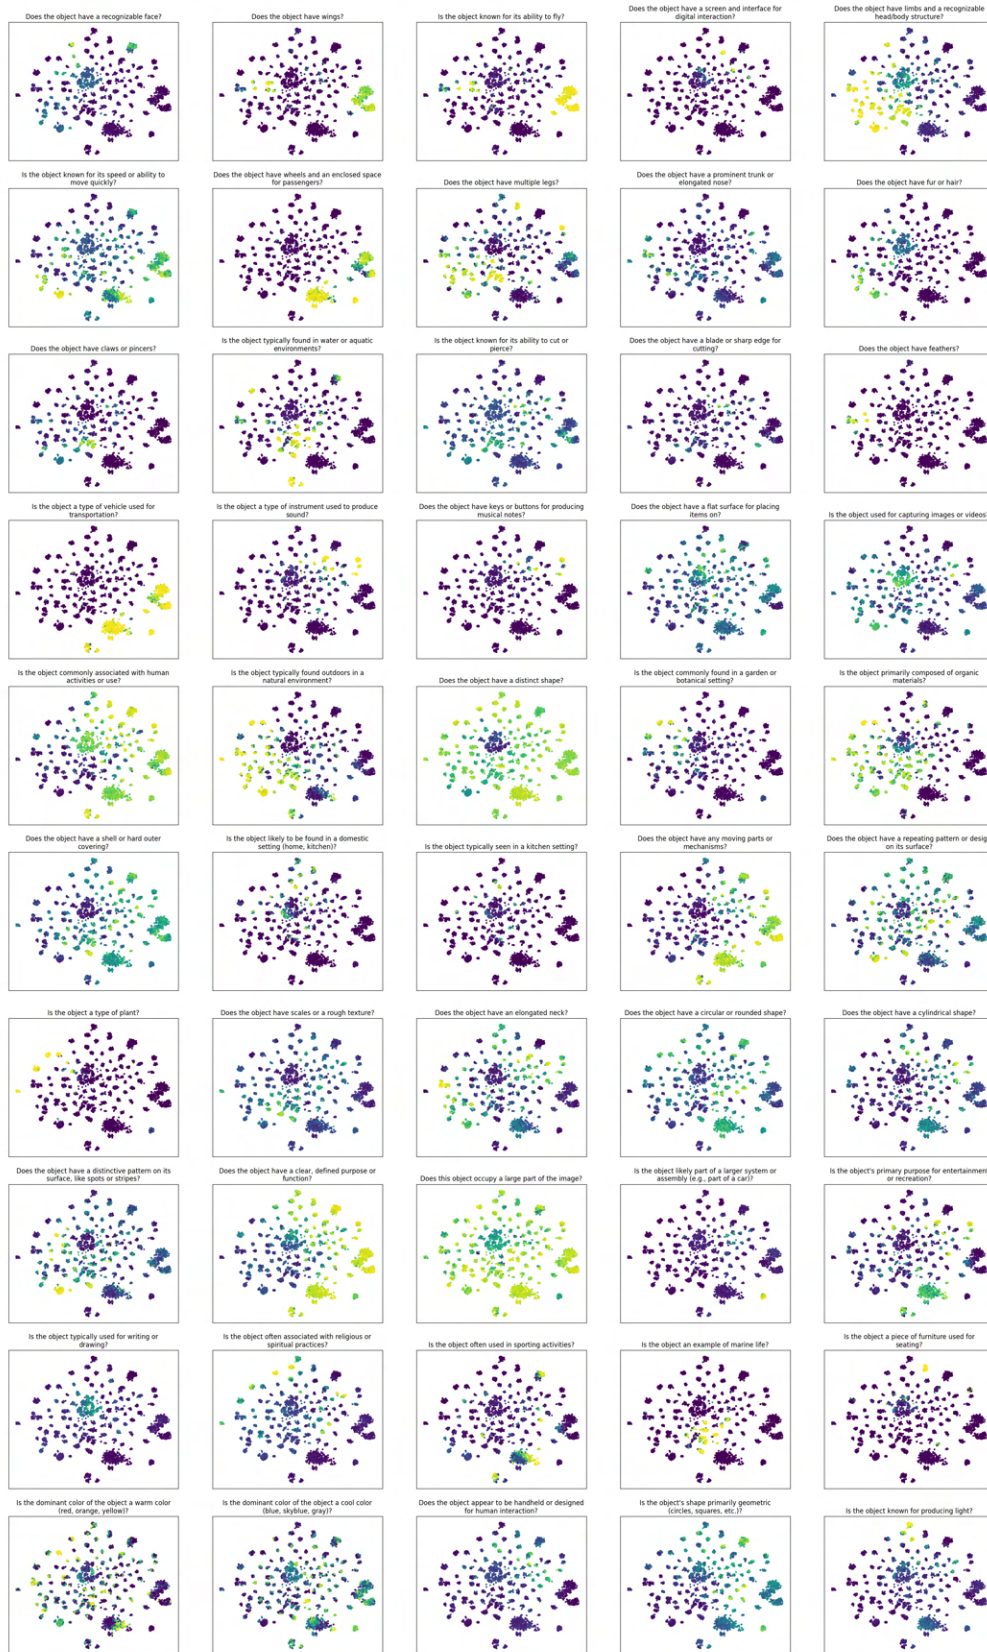 Does the object have a recognizable face?
Does the object have wings?
Is the object known for its ability to fly?
Does the object have a screen and interface for
digital interaction?
Does the object have limbs and a recognizable
head/body structure?
Is the object known for its speed or ability to
move quickly?
Does the object have wheels and an enclosed space
for passengers?
Does the object have multiple legs?
Does the object have a prominent trunk or
elongated nose?
Does the object have fur or hair?
Does the object have claws or pincers?
Is the object typically found in water or aquatic
environments?
Is the object known for its ability to cut or
pierce?
Does the object have a blade or sharp edge for
cutting?
Does the object have feathers?
Is the object a type of vehicle used for
transportation?
Is the object a type of instrument used to produce
sound?
Does the object have keys or buttons for producing
musical notes?
Does the object have a flat surface for placing
items on?
Is the object used for capturing images or videos?
Is the object commonly associated with human
activities or use?
Is the object typically found outdoors in a
natural environment?
Does the object have a distinct shape?
Is the object commonly found in a garden or
botanical setting?
Is the object primarily composed of organic
materials?
Does the object have a shell or hard outer
covering?
Is the object likely to be found in a domestic
setting (home, kitchen)?
Is the object typically seen in a kitchen setting?
Does the object have any moving parts or
mechanisms?
Does the object have a repeating pattern or desig
on its surface?
Is the object a type of plant?
Does the object have scales or a rough texture?
Does the object have an elongated neck?
Does the object have a circular or rounded shape?
Does the object have a cylindrical shape?
Does the object have a distinctive pattern on its
surface, like spots or stripes?
Does the object have a clear, defined purpose or
function?
Does this object occupy a large part of the image?
Is the object likely part of a larger system or
assembly (e.g., part of a car)?
Is the object's primary purpose for entertainment
or recreation?
Is the object typically used for writing or
drawing?
Is the object often associated with religious or
spiritual practices?
Is the object often used in sporting activities?
Is the object an example of marine life?
Is the object a piece of furniture used for
seating?
Is the dominant color of the object a warm color
(red, orange, yellow)?
Is the dominant color of the object a cool color
(blue, skyblue, gray)?
Does the object appear to be handheld or designed
for human interaction?
Is the object's shape primarily geometric
(circles, squares, etc.)?
Is the object known for producing light?